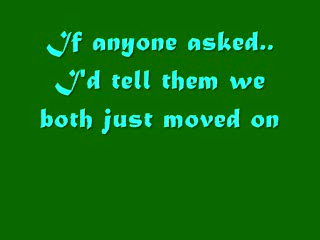 If anyone asked..
I'd tell them we
both just moved on